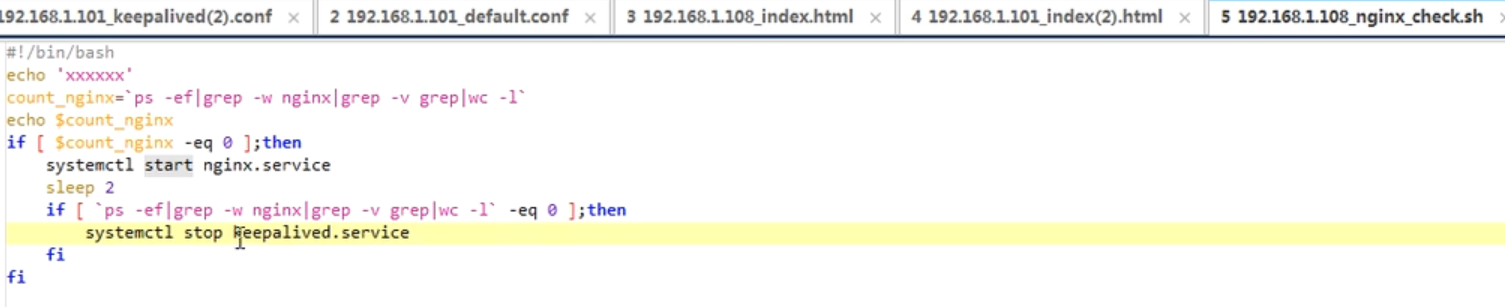 192.168.1.101_keepalived(2).conf × 2 192.168.1.101_default.conf × 3 192.168.1.108_index.html × 4 192.168.1.101_index(2).html × 5 192.168.1.108_nginx_check.sh
#!/bin/bash
echo 'xxxxxx'
count_nginx=`ps -ef|grep -w nginx|grep -v grep|wc -l`
echo $count_nginx
if [ $count_nginx -eq 0 ];then
    systemctl start nginx.service
    sleep 2
    if [ `ps -ef|grep -w nginx|grep -v grep|wc -l` -eq 0 ];then
        systemctl stop keepalived.service
    fi
fi